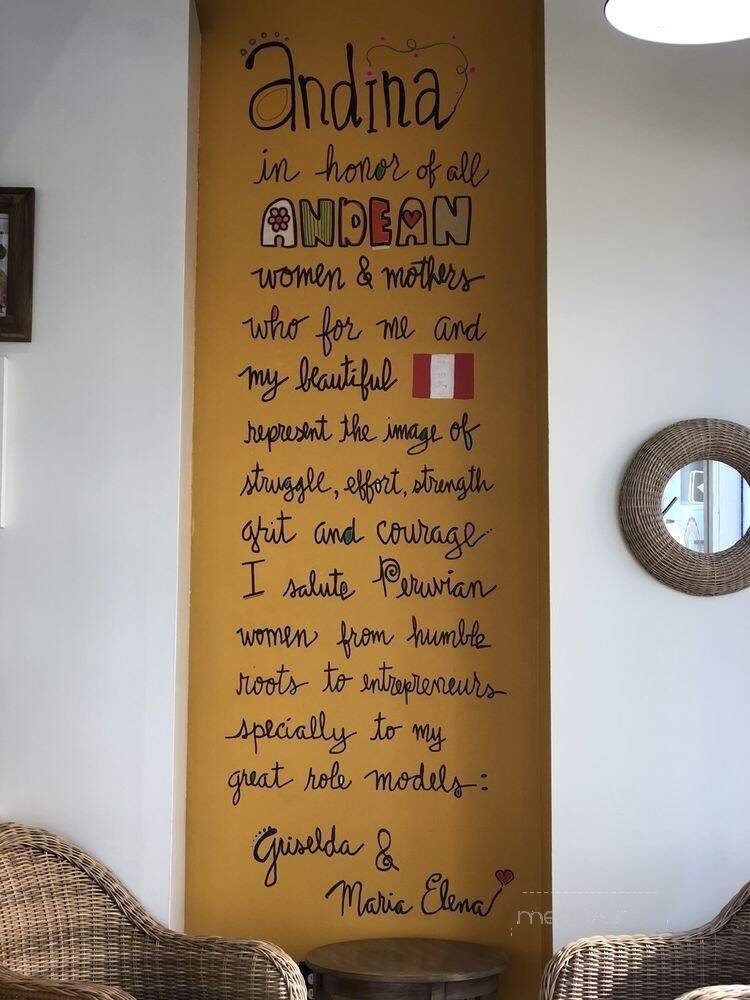 andina
in honor of all
ANDEAN
women & mothers
who for me and
my beautiful
represent the image of
struggle, effort, strength
grit and courage
I salute Peruvian
women from humble
roots to entrepreneurs
specially to my
great role models:
Griselda &
Maria Elena